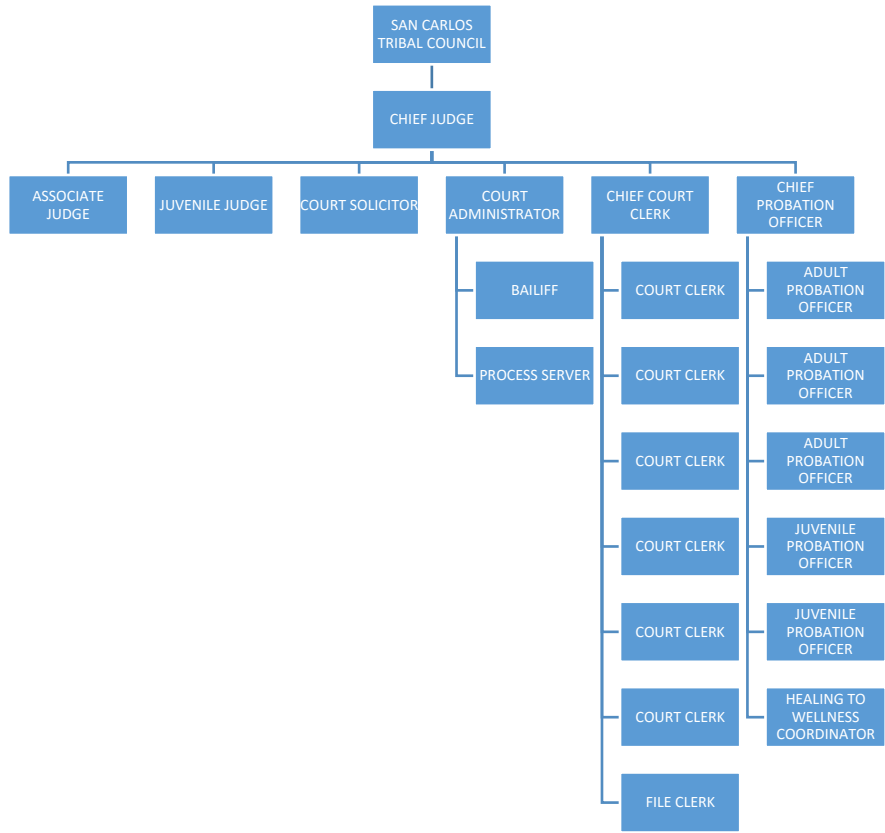 SAN CARLOS
TRIBAL COUNCIL
CHIEF JUDGE
ASSOCIATE
JUDGE
JUVENILE JUDGE
COURT SOLICITOR
COURT
ADMINISTRATOR
BAILIFF
PROCESS SERVER
CHIEF COURT
CLERK
COURT CLERK
COURT CLERK
COURT CLERK
COURT CLERK
COURT CLERK
COURT CLERK
FILE CLERK
CHIEF
PROBATION
OFFICER
ADULT
PROBATION
OFFICER
ADULT
PROBATION
OFFICER
ADULT
PROBATION
OFFICER
JUVENILE
PROBATION
OFFICER
JUVENILE
PROBATION
OFFICER
HEALING TO
WELLNESS
COORDINATOR